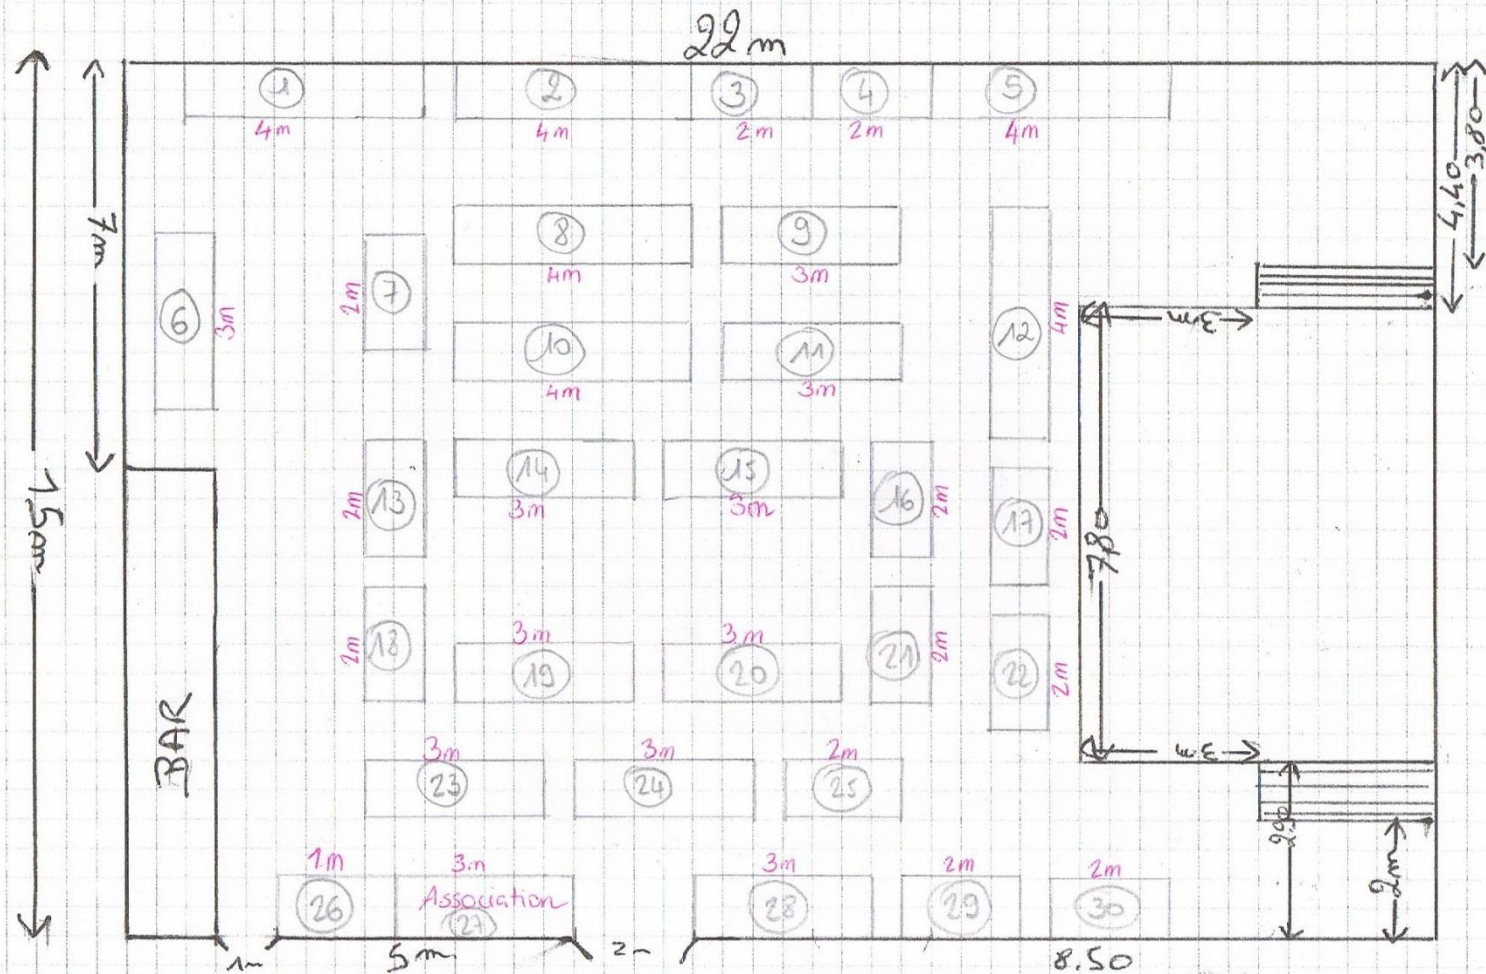 22 m
1 2 3 4 5
4m 4m 2m 2m 4m
3,80
4,40
7m
15m
6 3m
2m 7
8 9
4m 3m
12 4m
3m
10 11
4m 3m
2m 13
14 15
3m 3m
16 2m
17 2m
7,80
2m 18
3m 3m
19 20
21 2m
22 2m
BAR
3m
3m 3m 2m
23 24 25
2,90
2m
1m 3m 3m 2m 2m
26 Association 28 29 30
27
1m 5m 2m 8.50